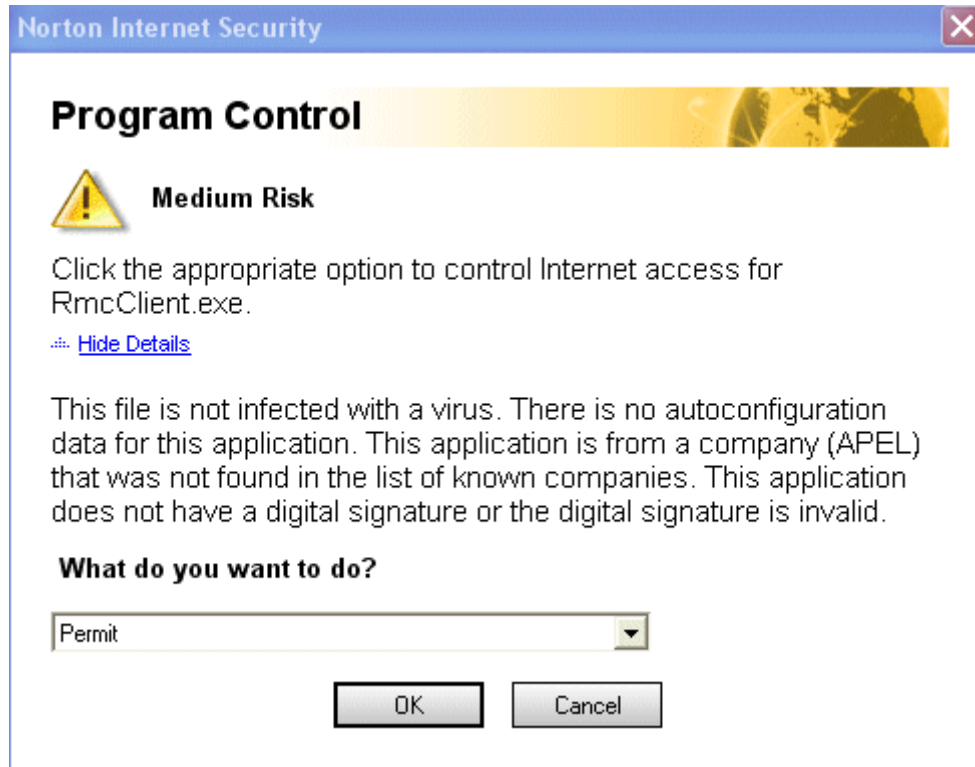 Norton Internet Security
Program Control
Medium Risk
Click the appropriate option to control Internet access for
RmcClient.exe.
Hide Details
This file is not infected with a virus. There is no autoconfiguration
data for this application. This application is from a company (APEL)
that was not found in the list of known companies. This application
does not have a digital signature or the digital signature is invalid.
What do you want to do?
Permit
OK
Cancel